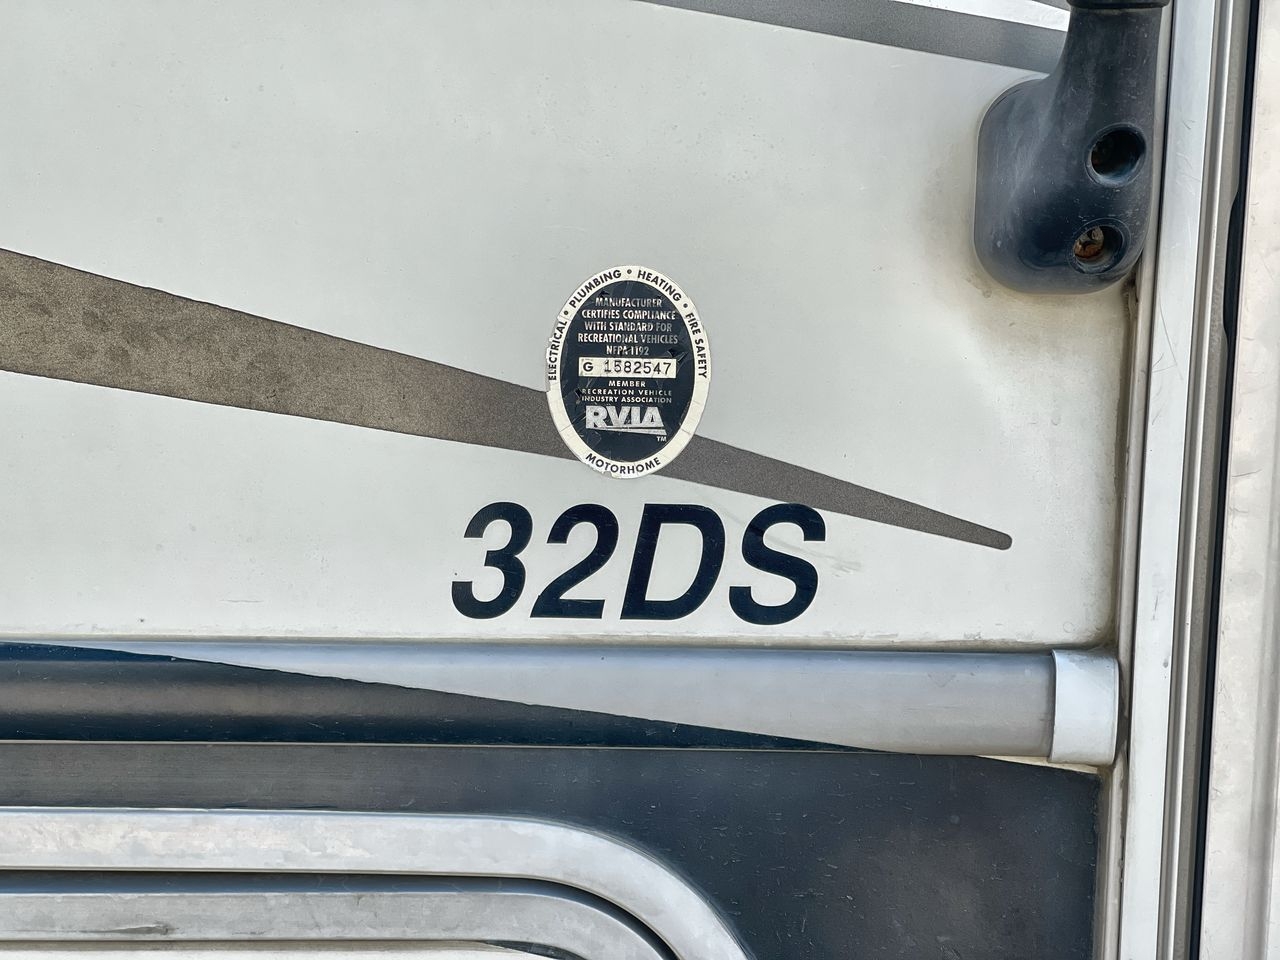 ELECTRICAL • PLUMBING • HEATING • FIRE SAFETY
MANUFACTURER
CERTIFIES COMPLIANCE
WITH STANDARD FOR
RECREATIONAL VEHICLES
NFPA 1192
G 1582547
MEMBER
RECREATION VEHICLE
INDUSTRY ASSOCIATION
RVIA
TM
MOTORHOME
32DS